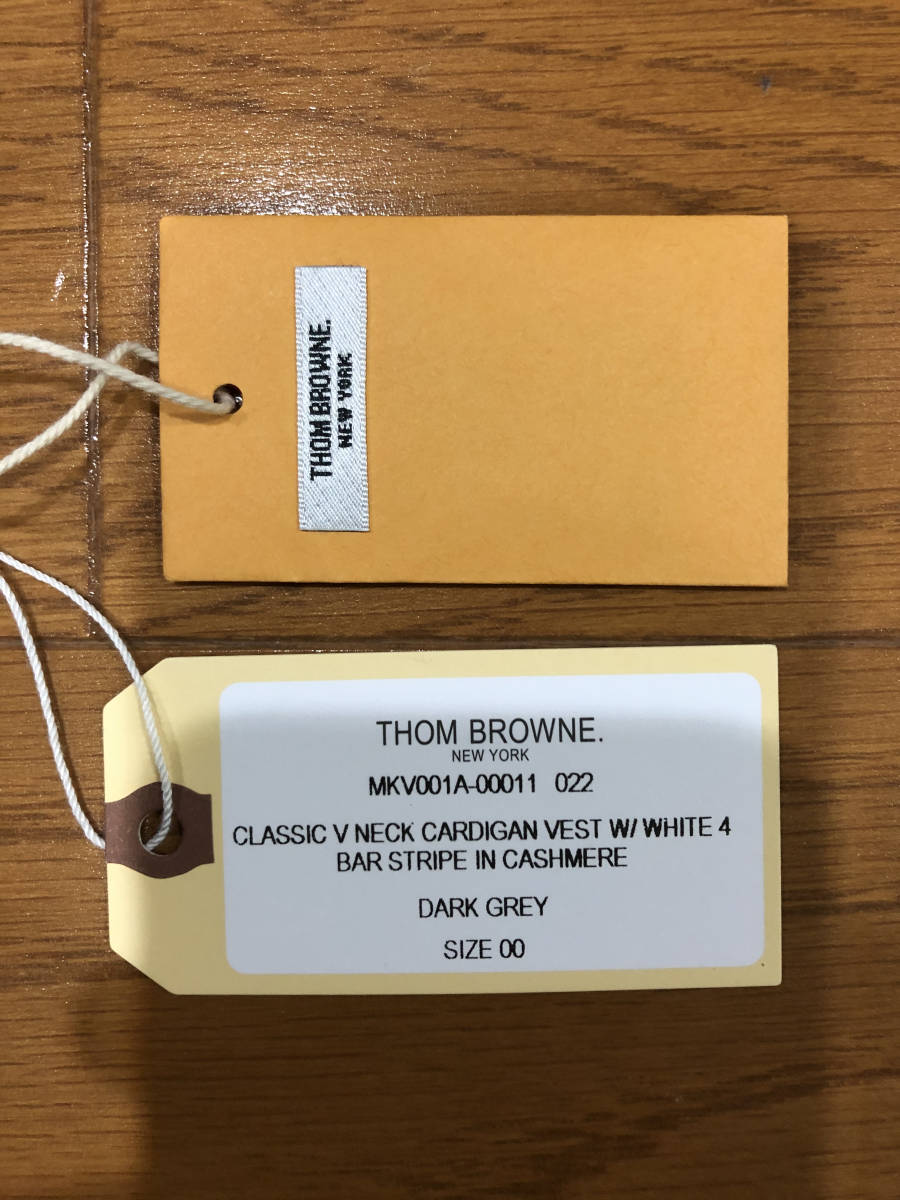 THOM BROWNE.
NEW YORK
THOM BROWNE.
NEW YORK
MKV001A-00011 022
CLASSIC V NECK CARDIGAN VEST W/ WHITE 4
BAR STRIPE IN CASHMERE
DARK GREY
SIZE 00